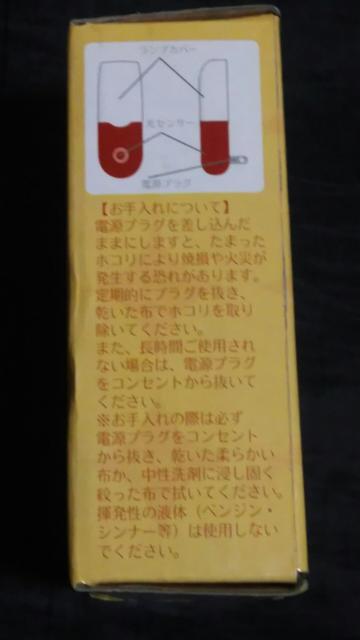 ランプカバー
光センサー
電源プラグ
【お手入れについて】
電源プラグを差し込んだ
ままにしますと、たまった
ホコリにより焼損や火災が
発生する恐れがあります。
定期的にプラグを抜き、
乾いた布でホコリを取り
除いてください。
また、長時間ご使用され
ない場合は、電源プラグ
をコンセントから抜いて
ください。
※お手入れの際は必ず
電源プラグをコンセント
から抜き、乾いた柔らかい
布か、中性洗剤に浸し固く
絞った布で拭いてください。
揮発性の液体（ベンジン・
シンナー等）は使用しない
でください。